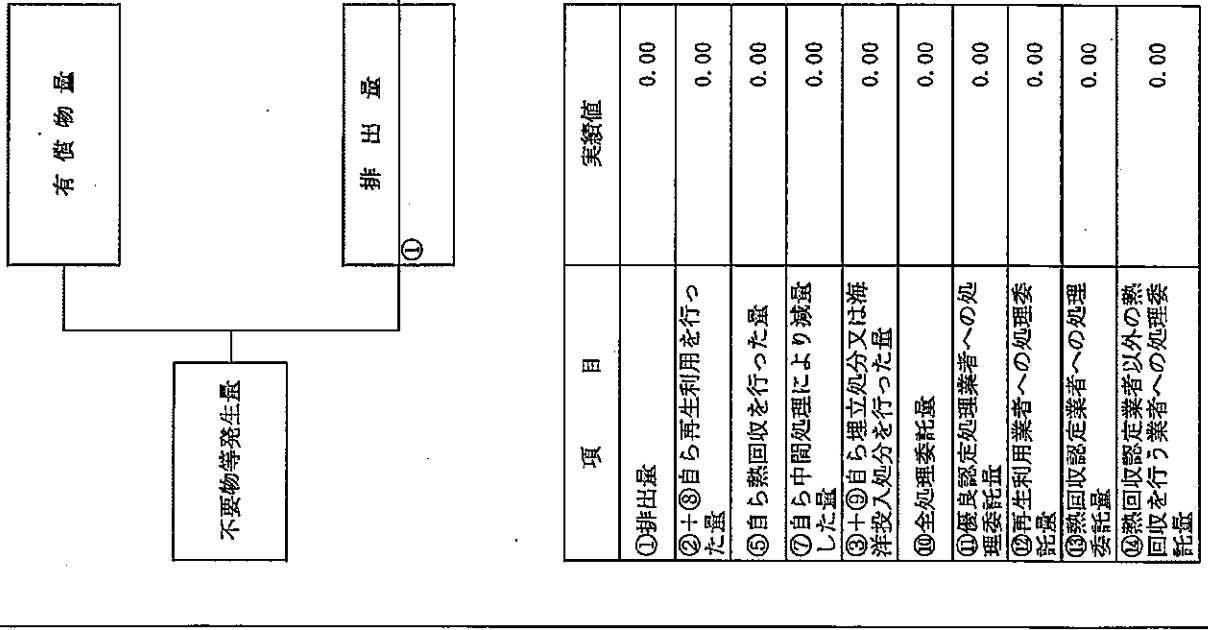 有償物量
不要物等発生量
排出量
①
項目
実績値
①排出量
0.00
②+⑧自ら再生利用を行っ
た量
0.00
⑤自ら熱回収を行った量
0.00
⑦自ら中間処理により減量
した量
0.00
③+⑨自ら埋立処分又は海
洋投入処分を行った量
0.00
⑩全処理委託量
0.00
⑪優良認定処理業者への処
理委託量
0.00
⑫再生利用業者への処理委
託量
0.00
⑬熱回収認定業者への処理
委託量
0.00
⑭熱回収認定業者以外の熱
回収を行う業者への処理委
託量
0.00